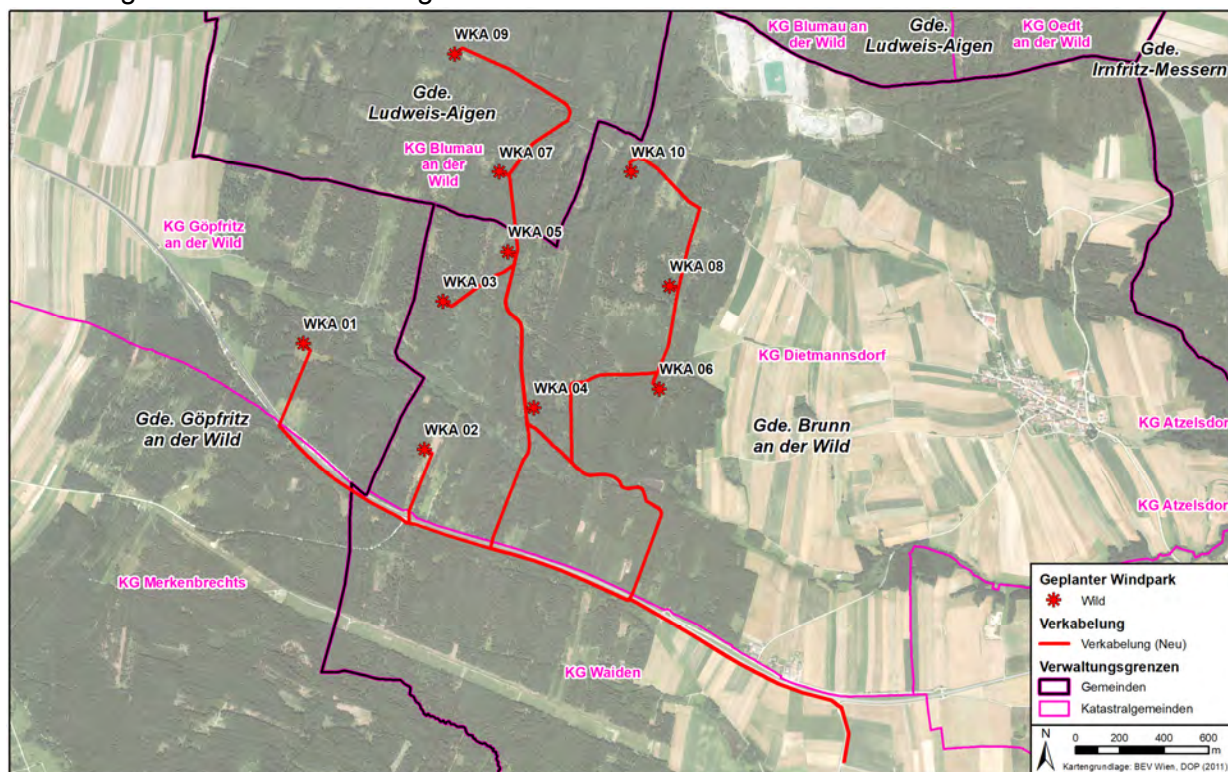 WKA 09
Gde.
Ludweis-Aigen
KG Blumau an
der Wild
Gde.
Ludweis-Aigen
KG Oedt
an der Wild
Gde.
Irnfritz-Messern
WKA 07
KG Blumau
an der
Wild
WKA 10
KG Göpfritz
an der Wild
WKA 05
WKA 03
WKA 08
WKA 01
KG Dietmannsdorf
WKA 06
WKA 04
Gde. Göpfritz
an der Wild
WKA 02
Gde. Brunn
an der Wild
KG Atzelsdorf
KG Atzelsdorf
KG Merkenbrechts
KG Waiden
Geplanter Windpark
Wild
Verkabelung
Verkabelung (Neu)
Verwaltungsgrenzen
Gemeinden
Katastralgemeinden
N
0 200 400 600
m
Kartengrundlage: BEV Wien, DOP (2011)